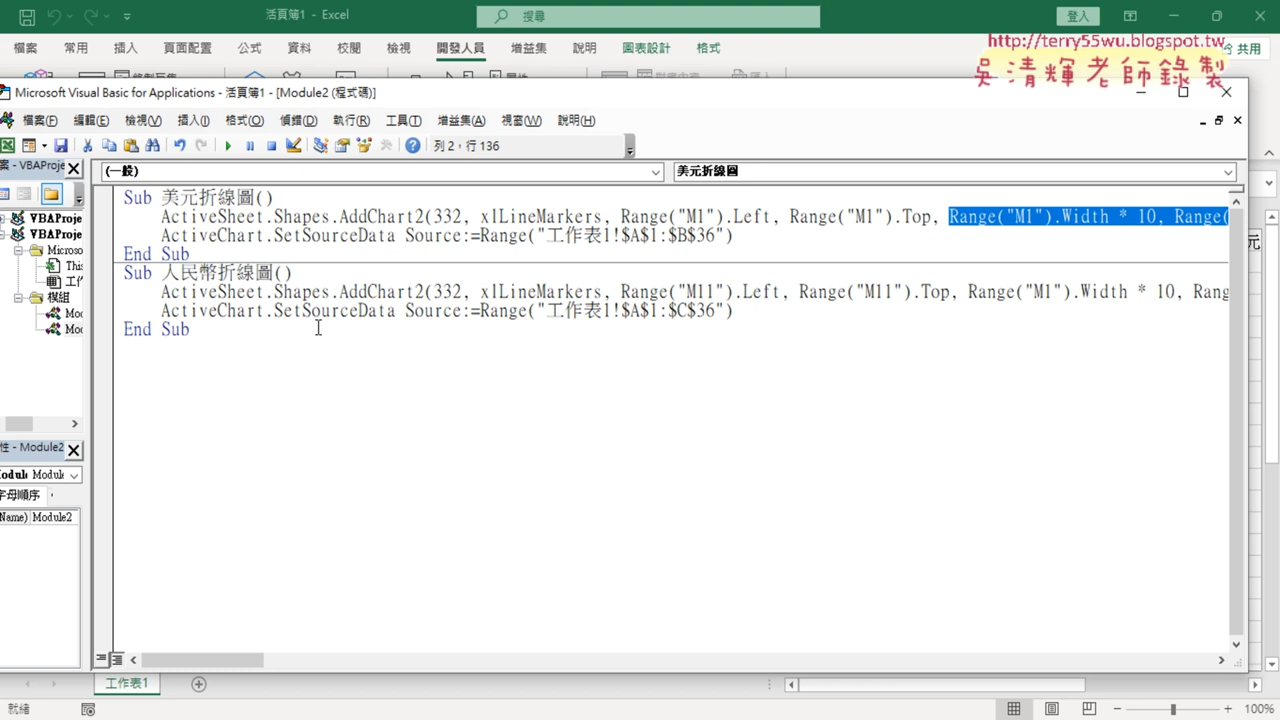 活頁簿1 - Excel
搜尋
登入
http://terry55wu.blogspot.tw
吳清輝老師錄製
檔案 常用 插入 頁面配置 公式 資料 校閱 檢視 開發人員 增益集 說明 圖表設計 格式 共用
Microsoft Visual Basic for Applications - 活頁簿1 - [Module2 (程式碼)]
檔案(F) 編輯(E) 檢視(V) 插入(I) 格式(O) 偵錯(D) 執行(R) 工具(T) 增益集(A) 視窗(W) 說明(H)
列 2，行 136
案 - VBAProje
(一般) 美元折線圖
VBAProje
VBAProje
Microso
Thi
工作
模組
Mo
Mo
Sub 美元折線圖()
ActiveSheet.Shapes.AddChart2(332, xlLineMarkers, Range("M1").Left, Range("M1").Top, Range("M1").Width * 10, Range(
ActiveChart.SetSourceData Source:=Range("工作表1!$A$1:$B$36")
End Sub
Sub 人民幣折線圖()
ActiveSheet.Shapes.AddChart2(332, xlLineMarkers, Range("M11").Left, Range("M11").Top, Range("M1").Width * 10, Rang
ActiveChart.SetSourceData Source:=Range("工作表1!$A$1:$C$36")
End Sub
元
性 - Module2
Module Module
字母順序
(Name) Module2
工作表1
就緒
100%